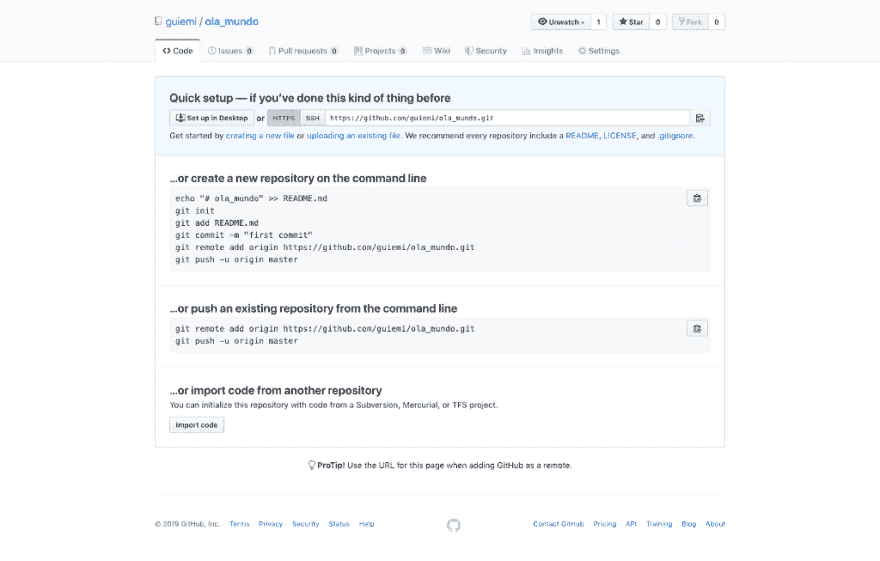 guiemi / ola_mundo
Unwatch 1 Star 0 Fork 0
Code Issues 0 Pull requests 0 Projects 0 Wiki Security Insights Settings
Quick setup — if you've done this kind of thing before
Set up in Desktop or HTTPS SSH https://github.com/guiemi/ola_mundo.git
Get started by creating a new file or uploading an existing file. We recommend every repository include a README, LICENSE, and .gitignore.
…or create a new repository on the command line
echo "# ola_mundo" >> README.md
git init
git add README.md
git commit -m "first commit"
git remote add origin https://github.com/guiemi/ola_mundo.git
git push -u origin master
…or push an existing repository from the command line
git remote add origin https://github.com/guiemi/ola_mundo.git
git push -u origin master
…or import code from another repository
You can initialize this repository with code from a Subversion, Mercurial, or TFS project.
Import code
ProTip! Use the URL for this page when adding GitHub as a remote.
© 2019 GitHub, Inc. Terms Privacy Security Status Help Contact GitHub Pricing API Training Blog About